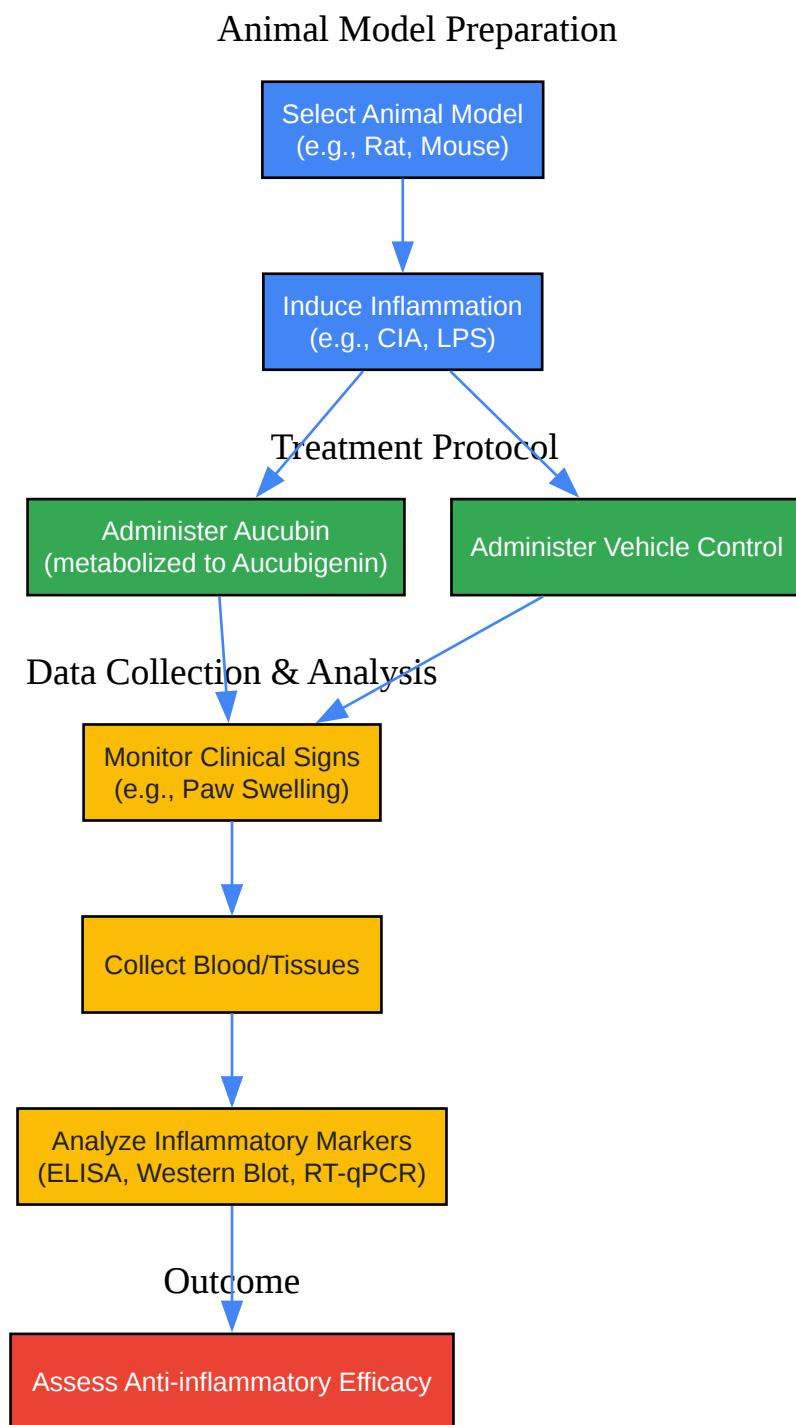 Animal Model Preparation
Select Animal Model
(e.g., Rat, Mouse)
Induce Inflammation
(e.g., CIA, LPS)
Treatment Protocol
Administer Aucubin
(metabolized to Aucubigenin)
Administer Vehicle Control
Data Collection & Analysis
Monitor Clinical Signs
(e.g., Paw Swelling)
Collect Blood/Tissues
Analyze Inflammatory Markers
(ELISA, Western Blot, RT-qPCR)
Outcome
Assess Anti-inflammatory Efficacy